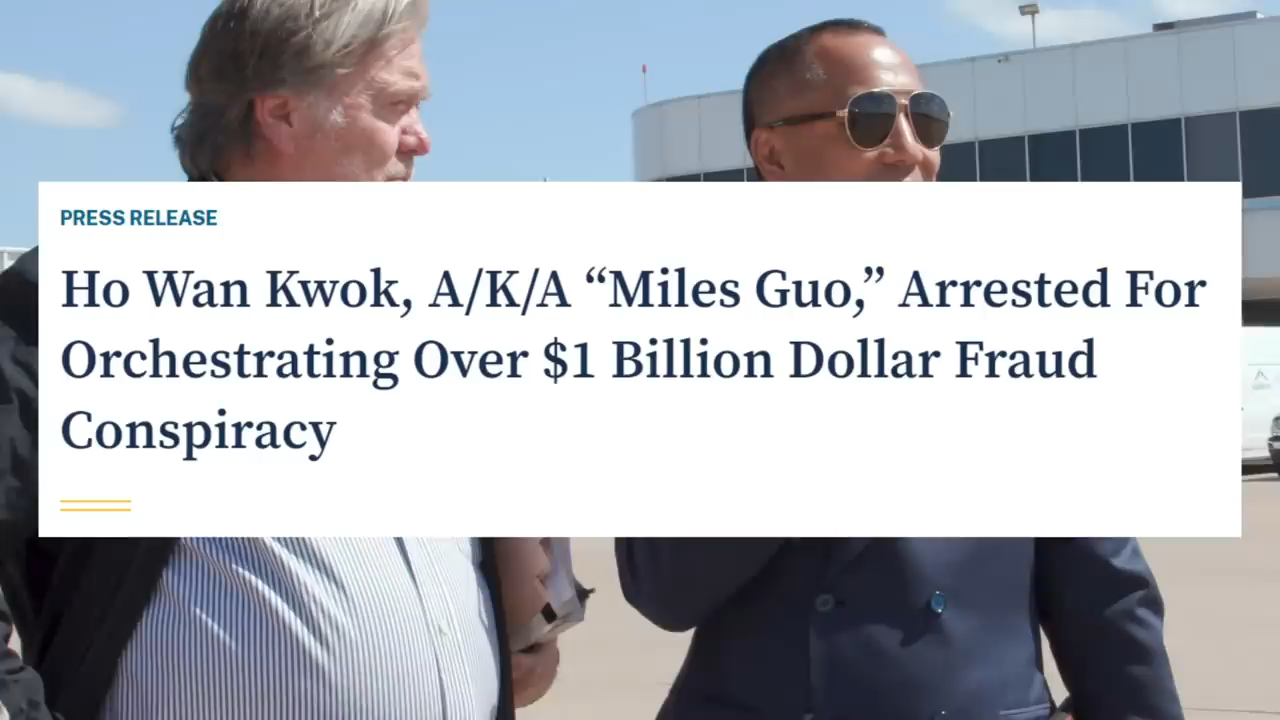 PRESS RELEASE
Ho Wan Kwok, A/K/A “Miles Guo,” Arrested For
Orchestrating Over $1 Billion Dollar Fraud
Conspiracy